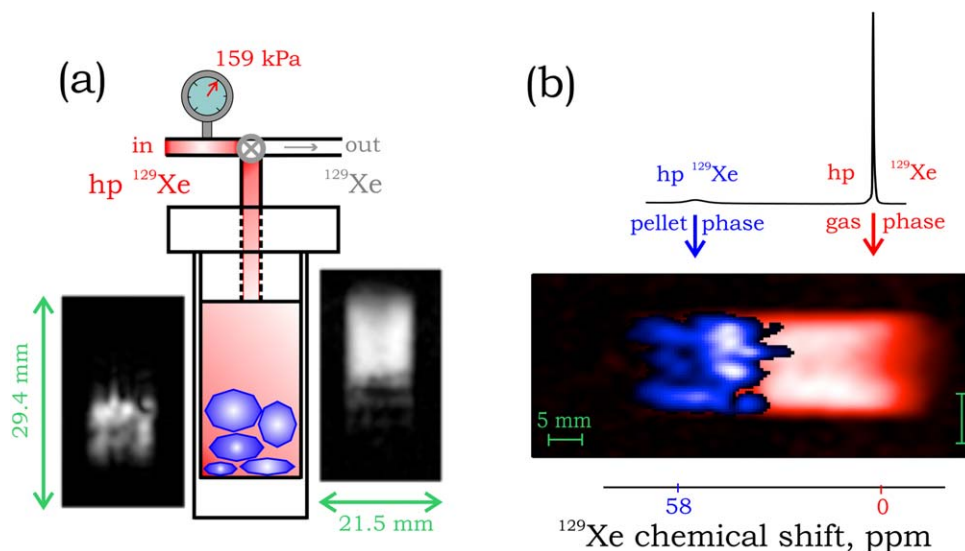 (a)
159 kPa
in
out
hp ¹²⁹Xe
¹²⁹Xe
29.4 mm
21.5 mm
(b)
hp ¹²⁹Xe
hp ¹²⁹Xe
pellet phase
gas phase
5 mm
58
0
¹²⁹Xe chemical shift, ppm